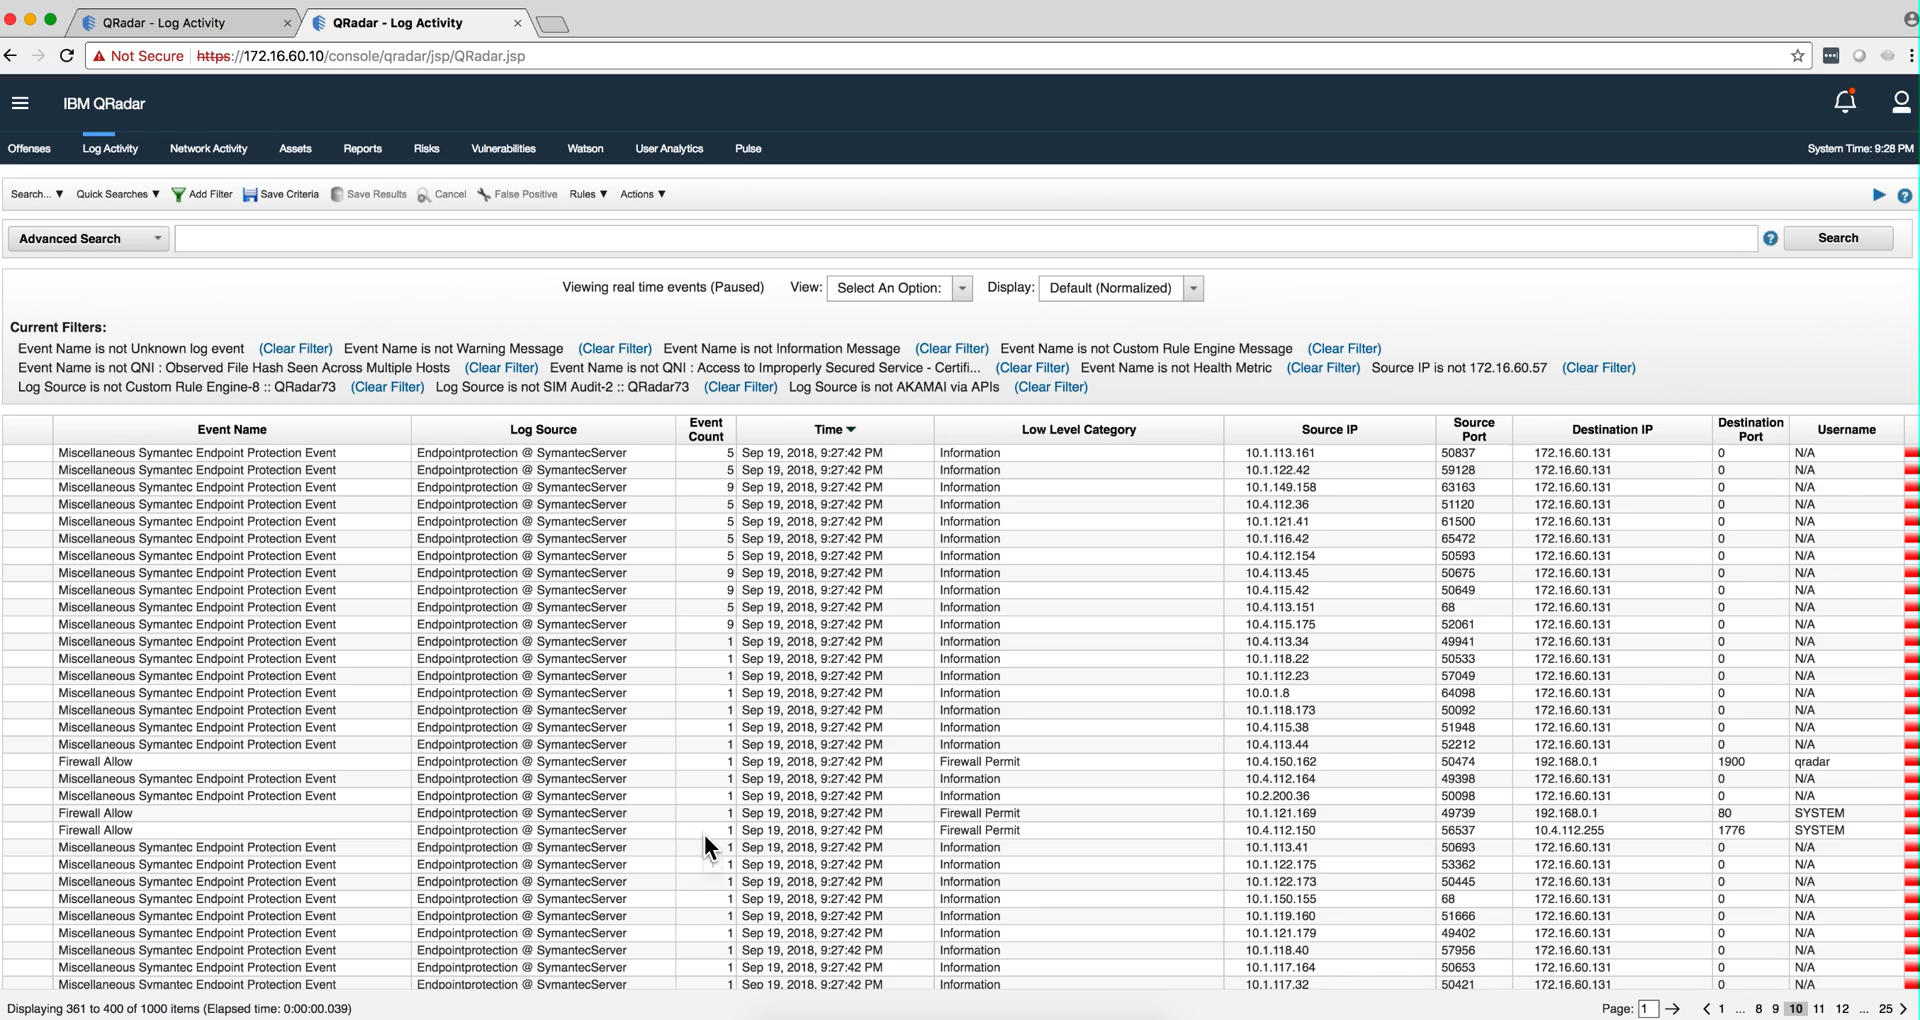 QRadar - Log Activity × QRadar - Log Activity ×
Not Secure https://172.16.60.10/console/qradar/jsp/QRadar.jsp
IBM QRadar
Offenses Log Activity Network Activity Assets Reports Risks Vulnerabilities Watson User Analytics Pulse System Time: 9:28 PM
Search... ▼ Quick Searches ▼ Add Filter Save Criteria Save Results Cancel False Positive Rules ▼ Actions ▼ ?
Advanced Search ? Search
Viewing real time events (Paused) View: Select An Option: Display: Default (Normalized)
Current Filters:
Event Name is not Unknown log event (Clear Filter) Event Name is not Warning Message (Clear Filter) Event Name is not Information Message (Clear Filter) Event Name is not Custom Rule Engine Message (Clear Filter)
Event Name is not QNI : Observed File Hash Seen Across Multiple Hosts (Clear Filter) Event Name is not QNI : Access to Improperly Secured Service - Certifi... (Clear Filter) Event Name is not Health Metric (Clear Filter) Source IP is not 172.16.60.57 (Clear Filter)
Log Source is not Custom Rule Engine-8 :: QRadar73 (Clear Filter) Log Source is not SIM Audit-2 :: QRadar73 (Clear Filter) Log Source is not AKAMAI via APIs (Clear Filter)
Event Name Log Source Event Count Time Low Level Category Source IP Source Port Destination IP Destination Port Username
Miscellaneous Symantec Endpoint Protection Event Endpointprotection @ SymantecServer 5 Sep 19, 2018, 9:27:42 PM Information 10.1.113.161 50837 172.16.60.131 0 N/A
Miscellaneous Symantec Endpoint Protection Event Endpointprotection @ SymantecServer 5 Sep 19, 2018, 9:27:42 PM Information 10.1.122.42 59128 172.16.60.131 0 N/A
Miscellaneous Symantec Endpoint Protection Event Endpointprotection @ SymantecServer 9 Sep 19, 2018, 9:27:42 PM Information 10.1.149.158 63163 172.16.60.131 0 N/A
Miscellaneous Symantec Endpoint Protection Event Endpointprotection @ SymantecServer 5 Sep 19, 2018, 9:27:42 PM Information 10.4.112.36 51120 172.16.60.131 0 N/A
Miscellaneous Symantec Endpoint Protection Event Endpointprotection @ SymantecServer 5 Sep 19, 2018, 9:27:42 PM Information 10.1.121.41 61500 172.16.60.131 0 N/A
Miscellaneous Symantec Endpoint Protection Event Endpointprotection @ SymantecServer 5 Sep 19, 2018, 9:27:42 PM Information 10.1.116.42 65472 172.16.60.131 0 N/A
Miscellaneous Symantec Endpoint Protection Event Endpointprotection @ SymantecServer 5 Sep 19, 2018, 9:27:42 PM Information 10.4.112.154 50593 172.16.60.131 0 N/A
Miscellaneous Symantec Endpoint Protection Event Endpointprotection @ SymantecServer 9 Sep 19, 2018, 9:27:42 PM Information 10.4.113.45 50675 172.16.60.131 0 N/A
Miscellaneous Symantec Endpoint Protection Event Endpointprotection @ SymantecServer 9 Sep 19, 2018, 9:27:42 PM Information 10.4.115.42 50649 172.16.60.131 0 N/A
Miscellaneous Symantec Endpoint Protection Event Endpointprotection @ SymantecServer 5 Sep 19, 2018, 9:27:42 PM Information 10.4.113.151 68 172.16.60.131 0 N/A
Miscellaneous Symantec Endpoint Protection Event Endpointprotection @ SymantecServer 9 Sep 19, 2018, 9:27:42 PM Information 10.4.115.175 52061 172.16.60.131 0 N/A
Miscellaneous Symantec Endpoint Protection Event Endpointprotection @ SymantecServer 1 Sep 19, 2018, 9:27:42 PM Information 10.4.113.34 49941 172.16.60.131 0 N/A
Miscellaneous Symantec Endpoint Protection Event Endpointprotection @ SymantecServer 1 Sep 19, 2018, 9:27:42 PM Information 10.1.118.22 50533 172.16.60.131 0 N/A
Miscellaneous Symantec Endpoint Protection Event Endpointprotection @ SymantecServer 1 Sep 19, 2018, 9:27:42 PM Information 10.1.112.23 57049 172.16.60.131 0 N/A
Miscellaneous Symantec Endpoint Protection Event Endpointprotection @ SymantecServer 1 Sep 19, 2018, 9:27:42 PM Information 10.0.1.8 64098 172.16.60.131 0 N/A
Miscellaneous Symantec Endpoint Protection Event Endpointprotection @ SymantecServer 1 Sep 19, 2018, 9:27:42 PM Information 10.1.118.173 50092 172.16.60.131 0 N/A
Miscellaneous Symantec Endpoint Protection Event Endpointprotection @ SymantecServer 1 Sep 19, 2018, 9:27:42 PM Information 10.4.115.38 51948 172.16.60.131 0 N/A
Miscellaneous Symantec Endpoint Protection Event Endpointprotection @ SymantecServer 1 Sep 19, 2018, 9:27:42 PM Information 10.4.113.44 52212 172.16.60.131 0 N/A
Firewall Allow Endpointprotection @ SymantecServer 1 Sep 19, 2018, 9:27:42 PM Firewall Permit 10.4.150.162 50474 192.168.0.1 1900 qradar
Miscellaneous Symantec Endpoint Protection Event Endpointprotection @ SymantecServer 1 Sep 19, 2018, 9:27:42 PM Information 10.4.112.164 49398 172.16.60.131 0 N/A
Miscellaneous Symantec Endpoint Protection Event Endpointprotection @ SymantecServer 1 Sep 19, 2018, 9:27:42 PM Information 10.2.200.36 50098 172.16.60.131 0 N/A
Firewall Allow Endpointprotection @ SymantecServer 1 Sep 19, 2018, 9:27:42 PM Firewall Permit 10.1.121.169 49739 192.168.0.1 80 SYSTEM
Firewall Allow Endpointprotection @ SymantecServer 1 Sep 19, 2018, 9:27:42 PM Firewall Permit 10.4.112.150 56537 10.4.112.255 1776 SYSTEM
Miscellaneous Symantec Endpoint Protection Event Endpointprotection @ SymantecServer 1 Sep 19, 2018, 9:27:42 PM Information 10.1.113.41 50693 172.16.60.131 0 N/A
Miscellaneous Symantec Endpoint Protection Event Endpointprotection @ SymantecServer 1 Sep 19, 2018, 9:27:42 PM Information 10.1.122.175 53362 172.16.60.131 0 N/A
Miscellaneous Symantec Endpoint Protection Event Endpointprotection @ SymantecServer 1 Sep 19, 2018, 9:27:42 PM Information 10.1.122.173 50445 172.16.60.131 0 N/A
Miscellaneous Symantec Endpoint Protection Event Endpointprotection @ SymantecServer 1 Sep 19, 2018, 9:27:42 PM Information 10.1.150.155 68 172.16.60.131 0 N/A
Miscellaneous Symantec Endpoint Protection Event Endpointprotection @ SymantecServer 1 Sep 19, 2018, 9:27:42 PM Information 10.1.119.160 51666 172.16.60.131 0 N/A
Miscellaneous Symantec Endpoint Protection Event Endpointprotection @ SymantecServer 1 Sep 19, 2018, 9:27:42 PM Information 10.1.121.179 49402 172.16.60.131 0 N/A
Miscellaneous Symantec Endpoint Protection Event Endpointprotection @ SymantecServer 1 Sep 19, 2018, 9:27:42 PM Information 10.1.118.40 57956 172.16.60.131 0 N/A
Miscellaneous Symantec Endpoint Protection Event Endpointprotection @ SymantecServer 1 Sep 19, 2018, 9:27:42 PM Information 10.1.117.164 50653 172.16.60.131 0 N/A
Miscellaneous Symantec Endpoint Protection Event Endpointprotection @ SymantecServer 1 Sep 19, 2018, 9:27:42 PM Information 10.1.117.32 50421 172.16.60.131 0 N/A
Displaying 361 to 400 of 1000 items (Elapsed time: 0:00:00.039) Page: 1 → < 1 ... 8 9 10 11 12 ... 25 >